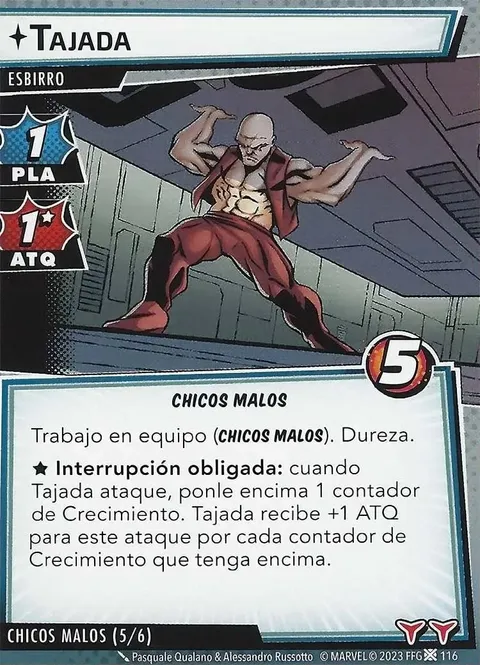 TAJADA
ESBIRRO
1
PLA
1★
ATQ
5
CHICOS MALOS
Trabajo en equipo (CHICOS MALOS). Dureza.
★ Interrupción obligada: cuando
Tajada ataque, ponle encima 1 contador
de Crecimiento. Tajada recibe +1 ATQ
para este ataque por cada contador de
Crecimiento que tenga encima.
CHICOS MALOS (5/6)
Pasquale Qualano & Alessandro Russotto © MARVEL © 2023 FFG 116